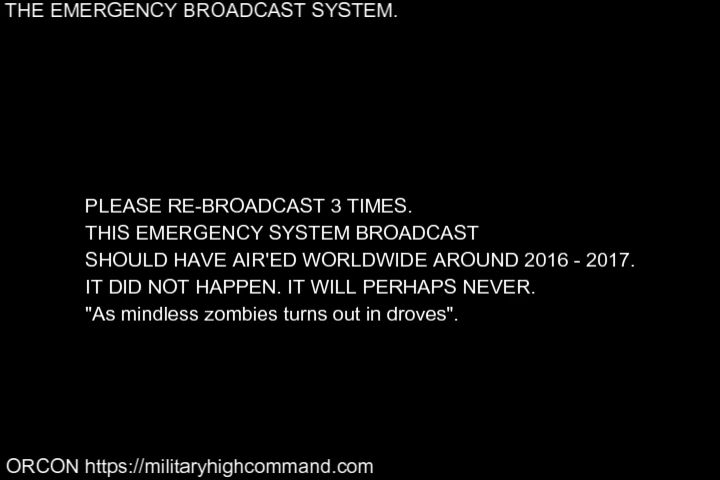 THE EMERGENCY BROADCAST SYSTEM.
PLEASE RE-BROADCAST 3 TIMES.
THIS EMERGENCY SYSTEM BROADCAST
SHOULD HAVE AIR'ED WORLDWIDE AROUND 2016 - 2017.
IT DID NOT HAPPEN. IT WILL PERHAPS NEVER.
"As mindless zombies turns out in droves".
ORCON https://militaryhighcommand.com